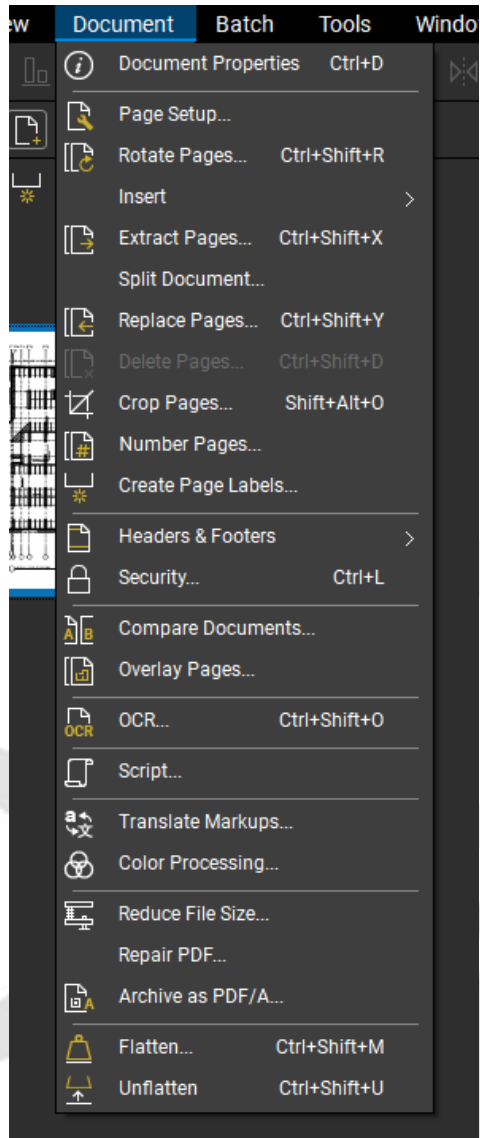 ew Document Batch Tools Windo
Document Properties Ctrl+D
Page Setup...
Rotate Pages... Ctrl+Shift+R
Insert
Extract Pages... Ctrl+Shift+X
Split Document...
Replace Pages... Ctrl+Shift+Y
Delete Pages... Ctrl+Shift+D
Crop Pages... Shift+Alt+O
# Number Pages...
Create Page Labels...
Headers & Footers
Security... Ctrl+L
A B Compare Documents...
Overlay Pages...
OCR OCR... Ctrl+Shift+O
Script...
a 文 Translate Markups...
Color Processing...
Reduce File Size...
Repair PDF...
A Archive as PDF/A...
Flatten... Ctrl+Shift+M
Unflatten Ctrl+Shift+U